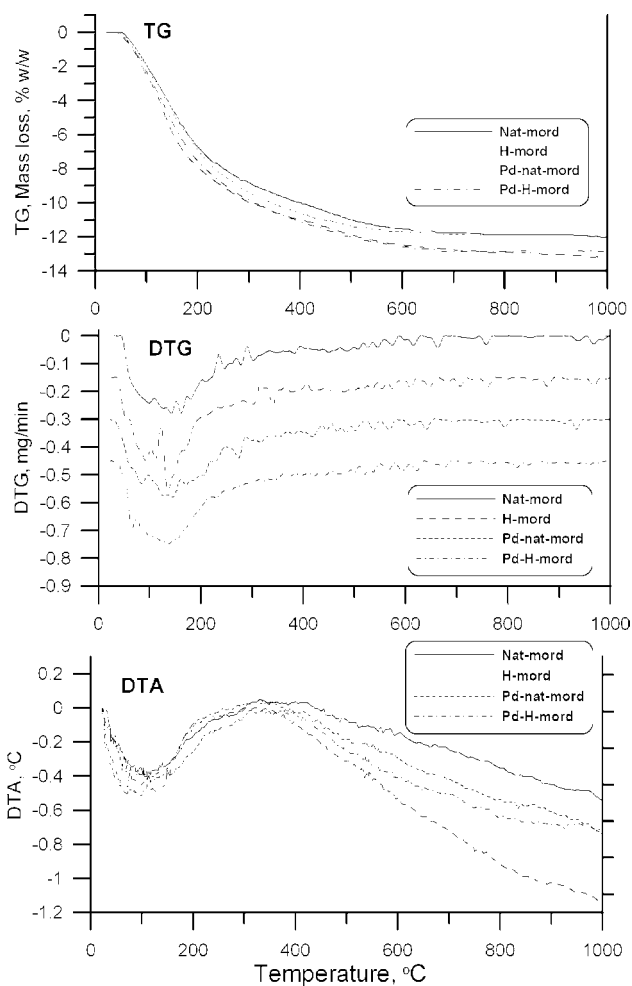 TG
TG, Mass loss, % w/w
0
-2
-4
-6
-8
-10
-12
-14
Nat-mord
H-mord
Pd-nat-mord
Pd-H-mord
0 200 400 600 800 1000
DTG
DTG, mg/min
0
-0.1
-0.2
-0.3
-0.4
-0.5
-0.6
-0.7
-0.8
-0.9
Nat-mord
H-mord
Pd-nat-mord
Pd-H-mord
0 200 400 600 800 1000
DTA
DTA, °C
0.2
0
-0.2
-0.4
-0.6
-0.8
-1
-1.2
Nat-mord
H-mord
Pd-nat-mord
Pd-H-mord
0 200 400 600 800 1000
Temperature, °C